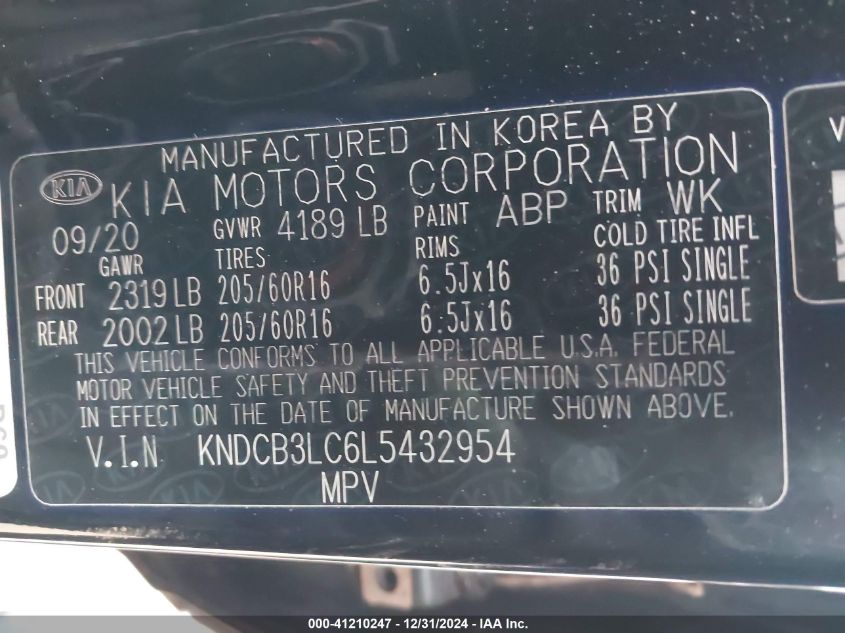 MANUFACTURED IN KOREA BY
KIA KIA MOTORS CORPORATION
09/20 GVWR 4189 LB PAINT ABP TRIM WK
GAWR TIRES RIMS COLD TIRE INFL
FRONT 2319 LB 205/60R16 6.5Jx16 36 PSI SINGLE
REAR 2002 LB 205/60R16 6.5Jx16 36 PSI SINGLE
THIS VEHICLE CONFORMS TO ALL APPLICABLE U.S.A. FEDERAL
MOTOR VEHICLE SAFETY AND THEFT PREVENTION STANDARDS
IN EFFECT ON THE DATE OF MANUFACTURE SHOWN ABOVE.
V.I.N KNDCB3LC6L5432954
MPV
000-41210247 - 12/31/2024 - IAA Inc.